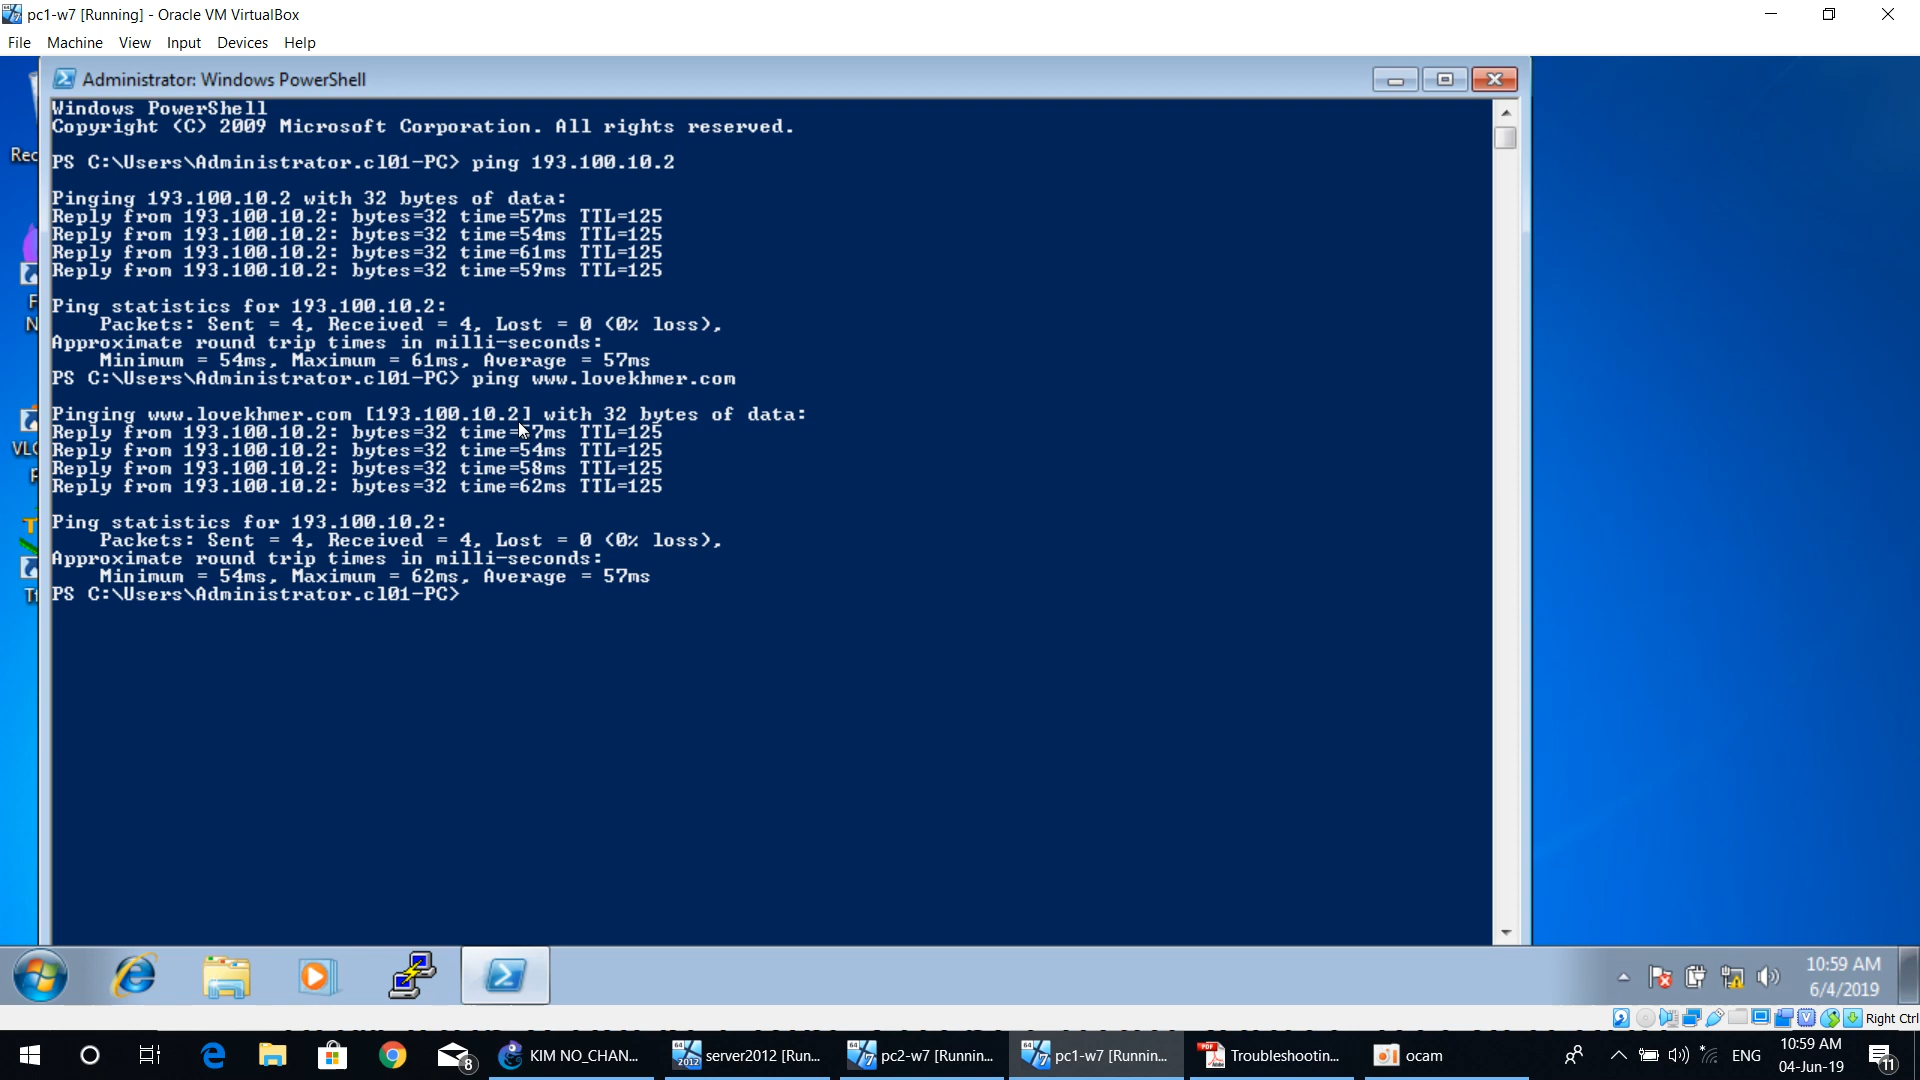 pc1-w7 [Running] - Oracle VM VirtualBox
File Machine View Input Devices Help
Administrator: Windows PowerShell
Windows PowerShell
Copyright (C) 2009 Microsoft Corporation. All rights reserved.
PS C:\Users\Administrator.cl01-PC> ping 193.100.10.2
Pinging 193.100.10.2 with 32 bytes of data:
Reply from 193.100.10.2: bytes=32 time=57ms TTL=125
Reply from 193.100.10.2: bytes=32 time=54ms TTL=125
Reply from 193.100.10.2: bytes=32 time=61ms TTL=125
Reply from 193.100.10.2: bytes=32 time=59ms TTL=125
Ping statistics for 193.100.10.2:
Packets: Sent = 4, Received = 4, Lost = 0 (0% loss),
Approximate round trip times in milli-seconds:
Minimum = 54ms, Maximum = 61ms, Average = 57ms
PS C:\Users\Administrator.cl01-PC> ping www.lovekhmer.com
Pinging www.lovekhmer.com [193.100.10.2] with 32 bytes of data:
Reply from 193.100.10.2: bytes=32 time=57ms TTL=125
Reply from 193.100.10.2: bytes=32 time=54ms TTL=125
Reply from 193.100.10.2: bytes=32 time=58ms TTL=125
Reply from 193.100.10.2: bytes=32 time=62ms TTL=125
Ping statistics for 193.100.10.2:
Packets: Sent = 4, Received = 4, Lost = 0 (0% loss),
Approximate round trip times in milli-seconds:
Minimum = 54ms, Maximum = 62ms, Average = 57ms
PS C:\Users\Administrator.cl01-PC>
Rec
VLC
10:59 AM
6/4/2019
Right Ctrl
8
KIM NO_CHAN...
server2012 [Run...
pc2-w7 [Runnin...
pc1-w7 [Runnin...
Troubleshootin...
ocam
ENG
10:59 AM
04-Jun-19
11